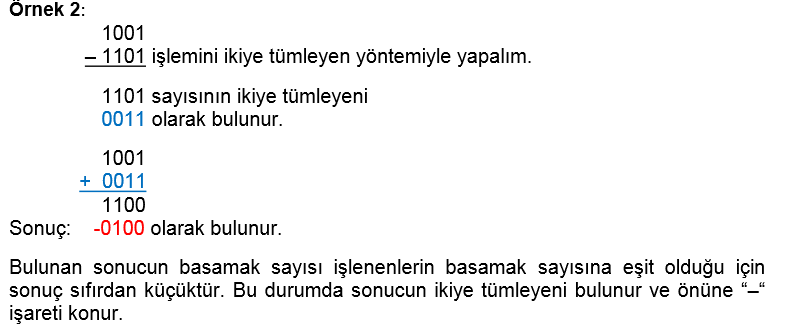 Örnek 2:
1001
– 1101 işlemini ikiye tümleyen yöntemiyle yapalım.
1101 sayısının ikiye tümleyeni
0011 olarak bulunur.
1001
+ 0011
1100
Sonuç: -0100 olarak bulunur.
Bulunan sonucun basamak sayısı işlenenlerin basamak sayısına eşit olduğu için
sonuç sıfırdan küçüktür. Bu durumda sonucun ikiye tümleyeni bulunur ve önüne “–“
işareti konur.